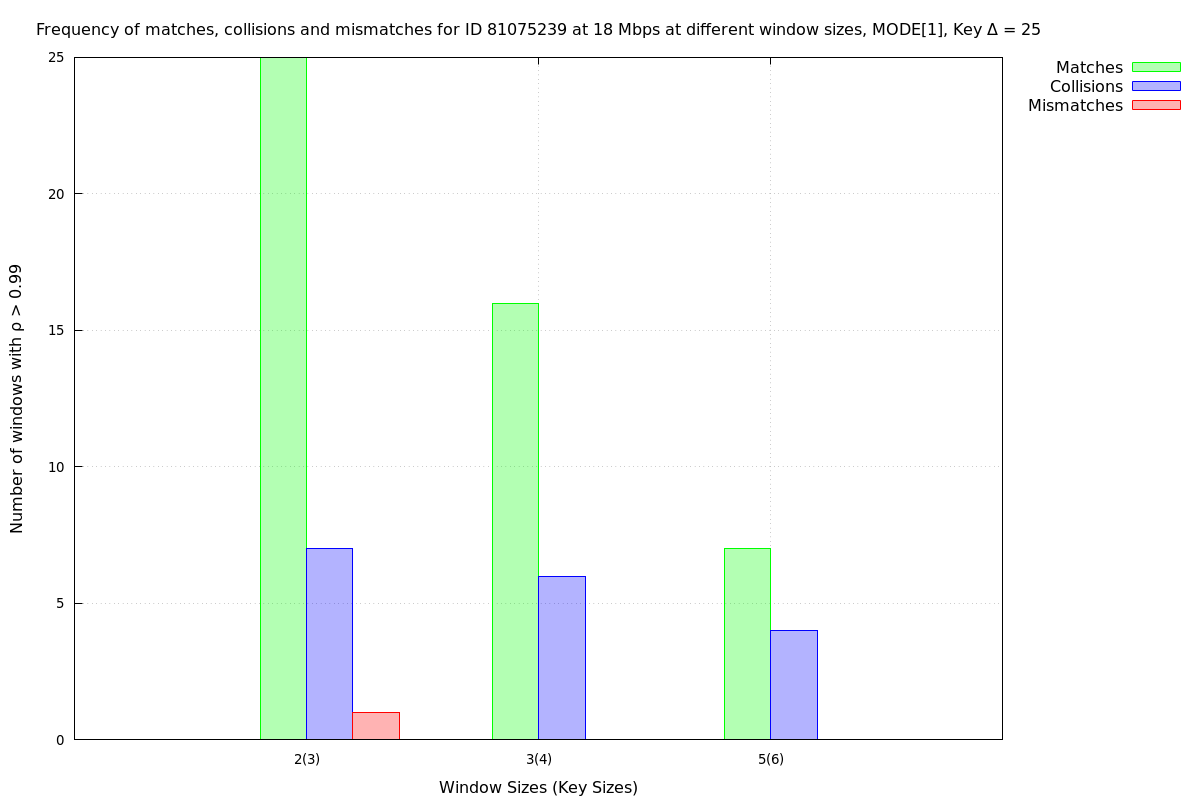 Frequency of matches, collisions and mismatches for ID 81075239 at 18 Mbps at different window sizes, MODE[1], Key Δ = 25
Matches
Collisions
Mismatches
Number of windows with ρ > 0.99
25
20
15
10
5
0
2(3) 3(4) 5(6)
Window Sizes (Key Sizes)